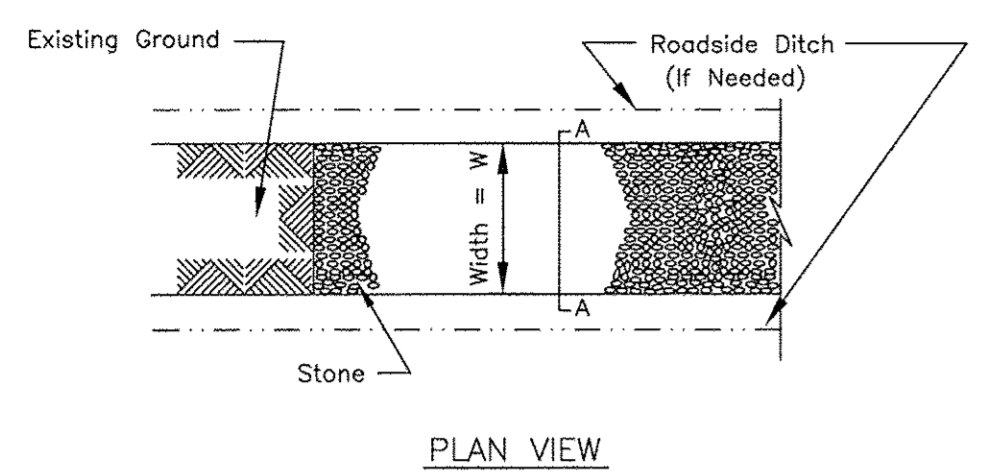 Existing Ground
Roadside Ditch
(If Needed)
A
Width = W
A
Stone
PLAN VIEW